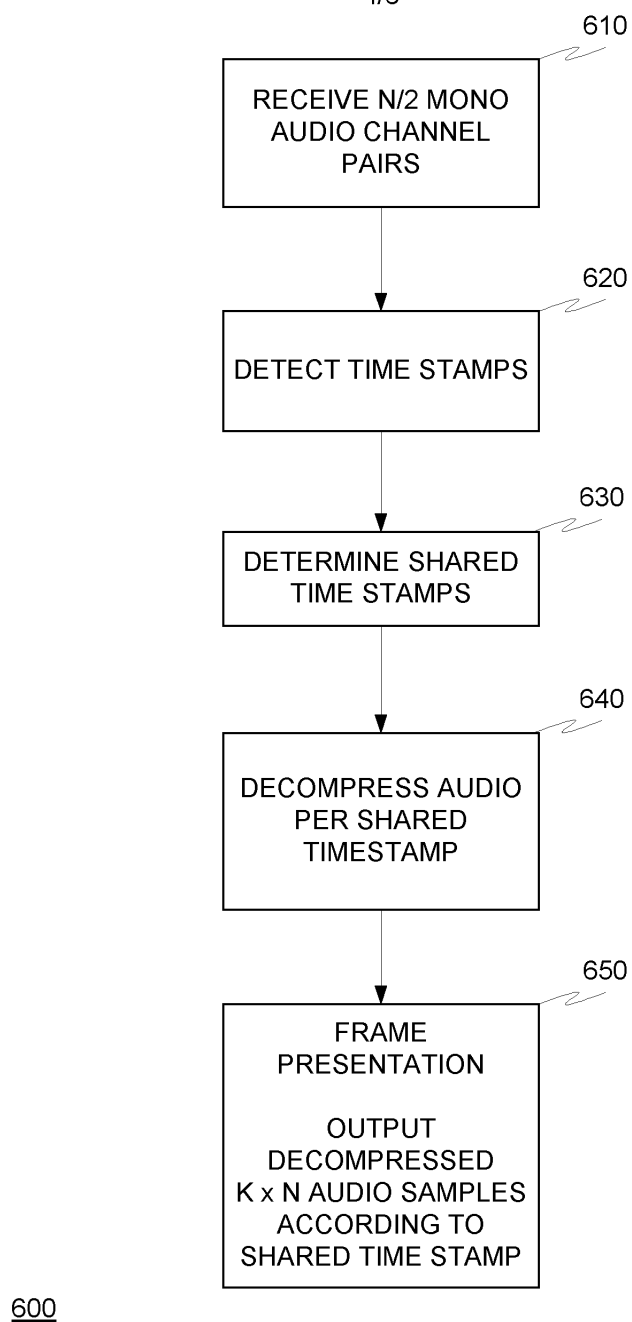 610
RECEIVE N/2 MONO
AUDIO CHANNEL
PAIRS
620
DETECT TIME STAMPS
630
DETERMINE SHARED
TIME STAMPS
640
DECOMPRESS AUDIO
PER SHARED
TIMESTAMP
650
FRAME
PRESENTATION
OUTPUT
DECOMPRESSED
K x N AUDIO SAMPLES
ACCORDING TO
SHARED TIME STAMP
600